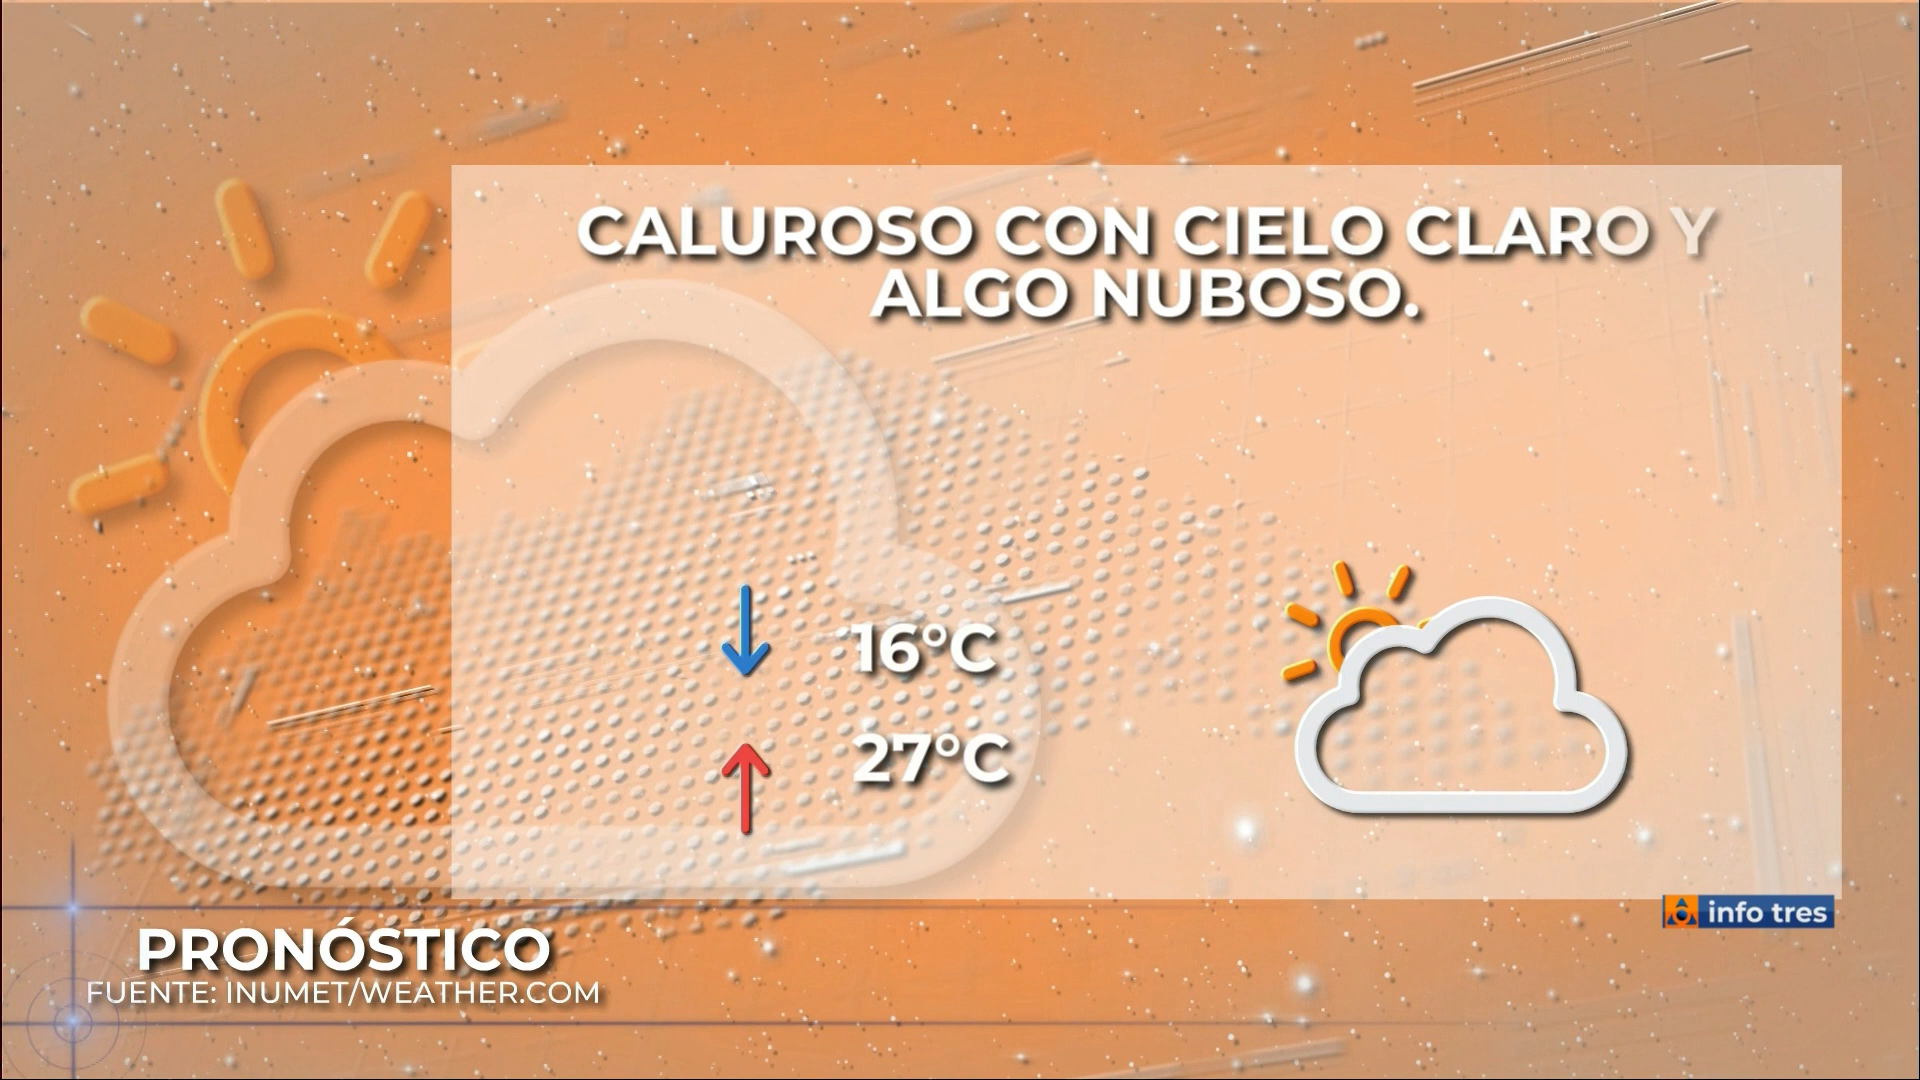 CALUROSO CON CIELO CLARO Y
ALGO NUBOSO.
16°C
27°C
info tres
PRONÓSTICO
FUENTE: INUMET/WEATHER.COM